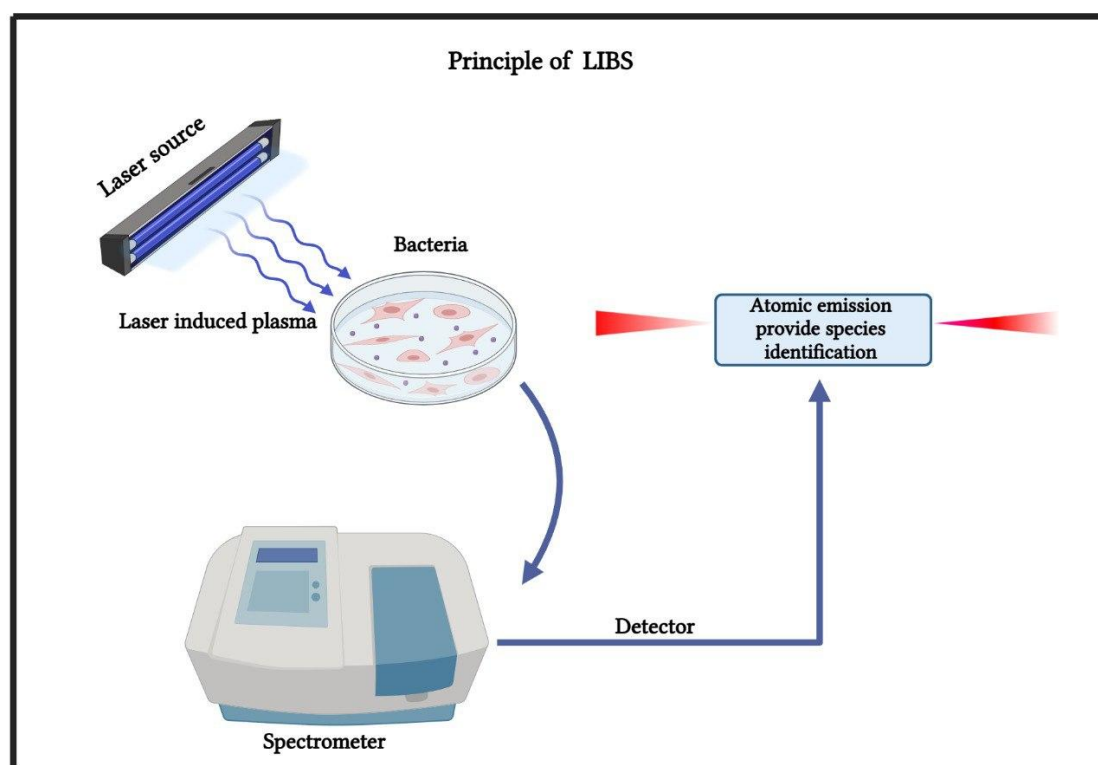 Principle of LIBS
Laser source
Bacteria
Laser induced plasma
Atomic emission
provide species
identification
Detector
Spectrometer